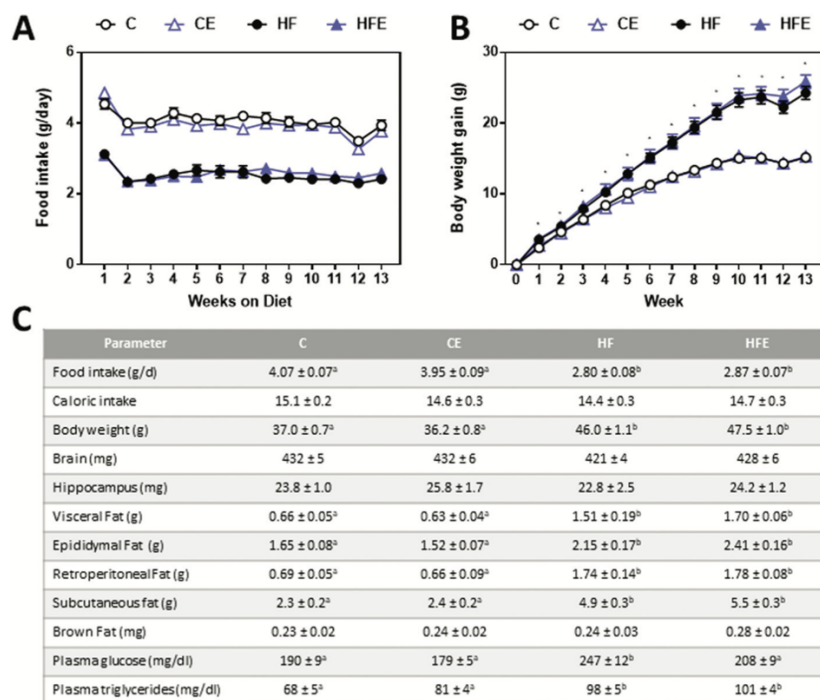 A B
C CE HF HFE
C CE HF HFE
Food intake (g/day)
6
4
2
0
1 2 3 4 5 6 7 8 9 10 11 12 13
Weeks on Diet
Body weight gain (g)
30
20
10
0
0 1 2 3 4 5 6 7 8 9 10 11 12 13
Week
C
Parameter C CE HF HFE
Food intake (g/d) 4.07 ± 0.07ᵃ 3.95 ± 0.09ᵃ 2.80 ± 0.08ᵇ 2.87 ± 0.07ᵇ
Caloric intake 15.1 ± 0.2 14.6 ± 0.3 14.4 ± 0.3 14.7 ± 0.3
Body weight (g) 37.0 ± 0.7ᵃ 36.2 ± 0.8ᵃ 46.0 ± 1.1ᵇ 47.5 ± 1.0ᵇ
Brain (mg) 432 ± 5 432 ± 6 421 ± 4 428 ± 6
Hippocampus (mg) 23.8 ± 1.0 25.8 ± 1.7 22.8 ± 2.5 24.2 ± 1.2
Visceral Fat (g) 0.66 ± 0.05ᵃ 0.63 ± 0.04ᵃ 1.51 ± 0.19ᵇ 1.70 ± 0.06ᵇ
Epididymal Fat (g) 1.65 ± 0.08ᵃ 1.52 ± 0.07ᵃ 2.15 ± 0.17ᵇ 2.41 ± 0.16ᵇ
Retroperitoneal Fat (g) 0.69 ± 0.05ᵃ 0.66 ± 0.09ᵃ 1.74 ± 0.14ᵇ 1.78 ± 0.08ᵇ
Subcutaneous fat (g) 2.3 ± 0.2ᵃ 2.4 ± 0.2ᵃ 4.9 ± 0.3ᵇ 5.5 ± 0.3ᵇ
Brown Fat (mg) 0.23 ± 0.02 0.24 ± 0.02 0.24 ± 0.03 0.28 ± 0.02
Plasma glucose (mg/dl) 190 ± 9ᵃ 179 ± 5ᵃ 247 ± 12ᵇ 208 ± 9ᵃ
Plasma triglycerides (mg/dl) 68 ± 5ᵃ 81 ± 4ᵃ 98 ± 5ᵇ 101 ± 4ᵇ